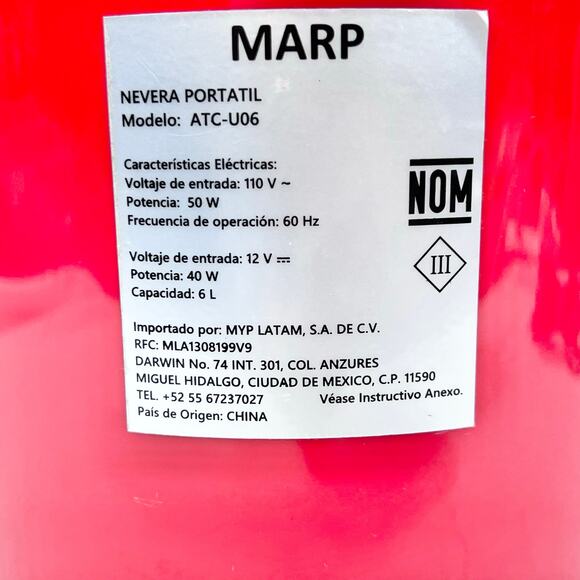 MARP
NEVERA PORTATIL
Modelo: ATC-U06
Características Eléctricas:
Voltaje de entrada: 110 V ~
Potencia: 50 W
Frecuencia de operación: 60 Hz
NOM
Voltaje de entrada: 12 V ⎓
Potencia: 40 W
Capacidad: 6 L
III
Importado por: MYP LATAM, S.A. DE C.V.
RFC: MLA1308199V9
DARWIN No. 74 INT. 301, COL. ANZURES
MIGUEL HIDALGO, CIUDAD DE MEXICO, C.P. 11590
TEL. +52 55 67237027 Véase Instructivo Anexo.
País de Origen: CHINA